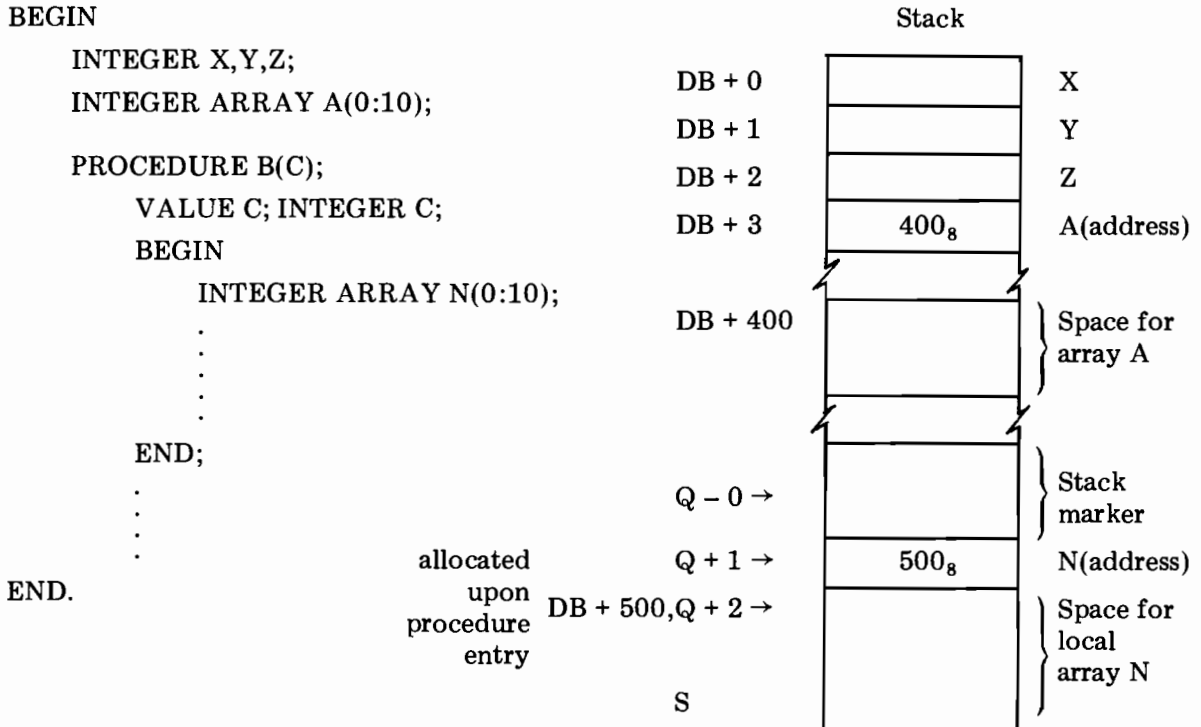 BEGIN
INTEGER X,Y,Z;
INTEGER ARRAY A(0:10);
PROCEDURE B(C);
VALUE C; INTEGER C;
BEGIN
INTEGER ARRAY N(0:10);
.
.
.
.
.
END;
.
.
.
.
END.
Stack
DB + 0 X
DB + 1 Y
DB + 2 Z
DB + 3 400₈ A(address)
DB + 400 Space for
array A
Stack
marker
Q – 0 →
allocated
upon
procedure
entry
Q + 1 → 500₈ N(address)
DB + 500,Q + 2 →
Space for
local
array N
S